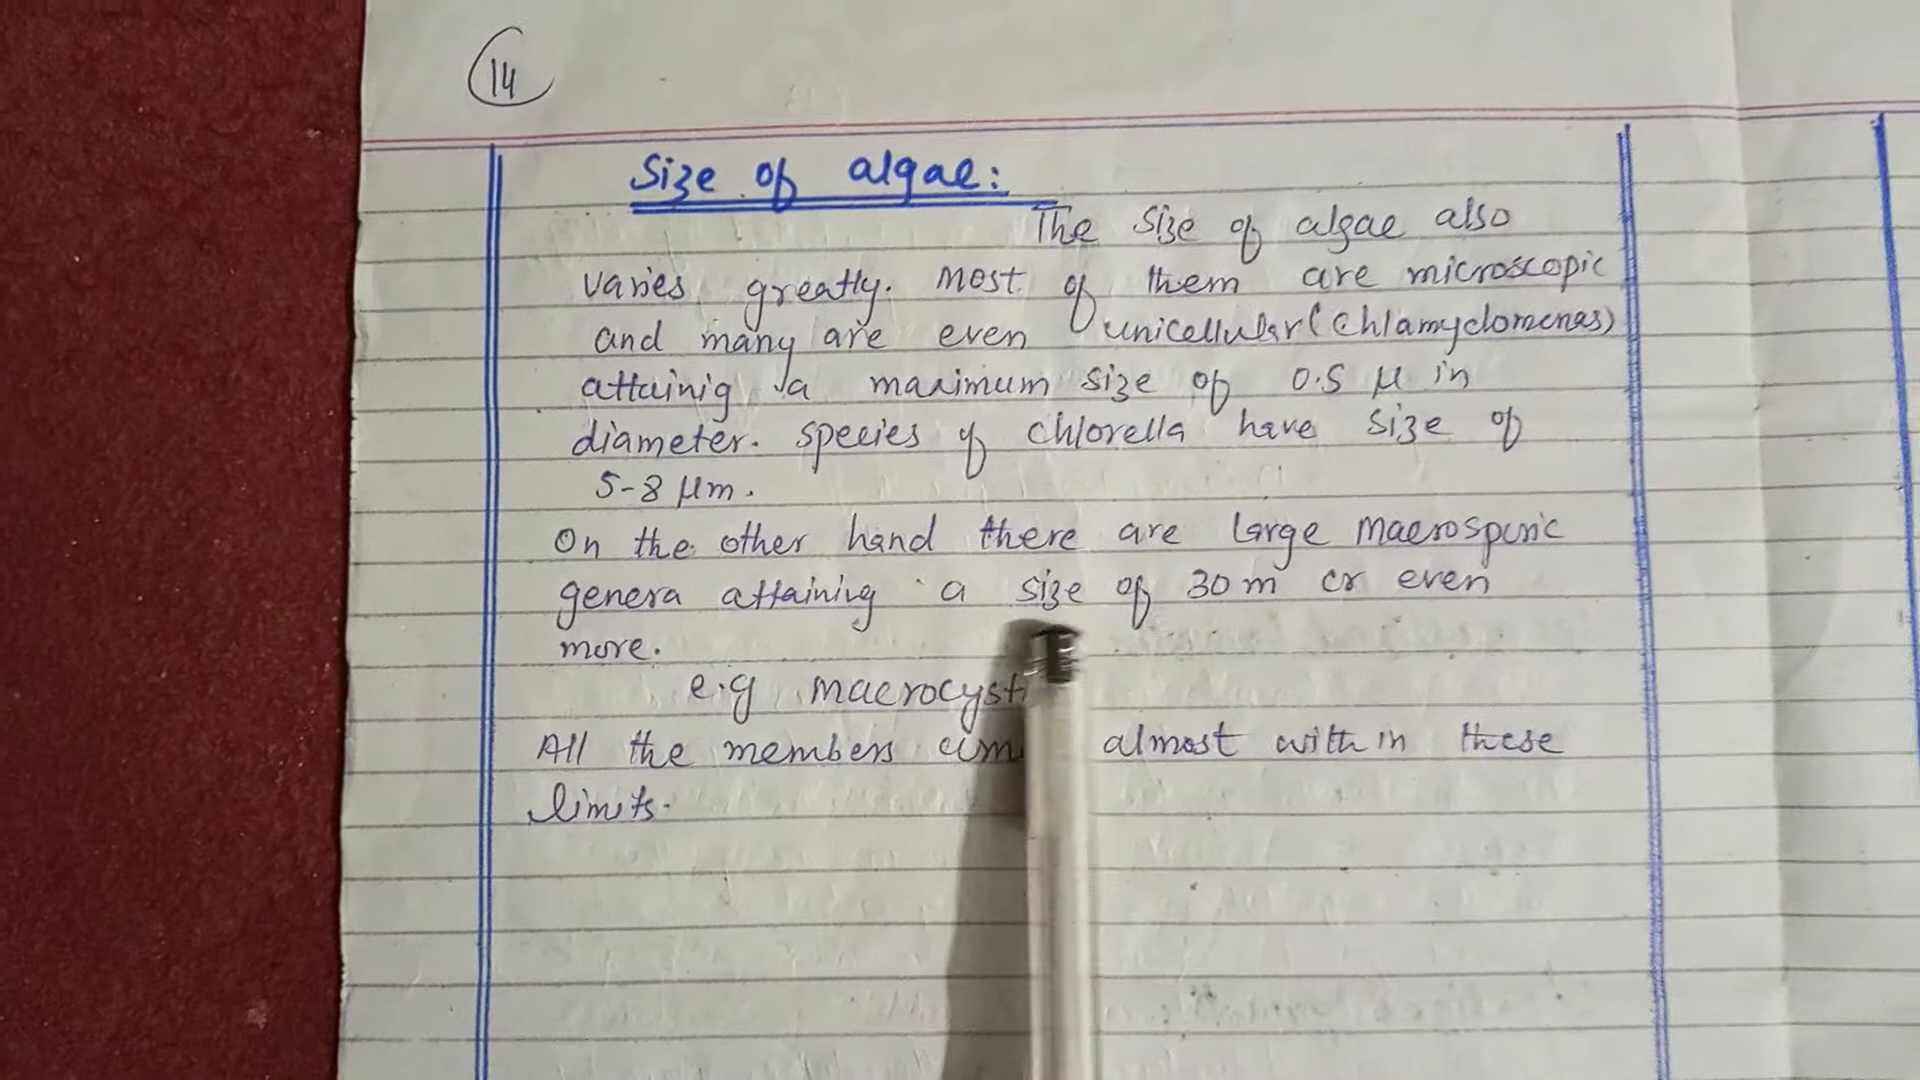 14
Size of algae:
The Size of algae also
varies greatly. Most of them are microscopic
and many are even unicellular (Chlamydomonas)
attainig a maximum size of 0.5 µ in
diameter. Species of chlorella have size of
5-8 µm.
On the other hand there are large
genera attaining a size of 30 m or even
more.
e.g
All the members almost with in these
limits.